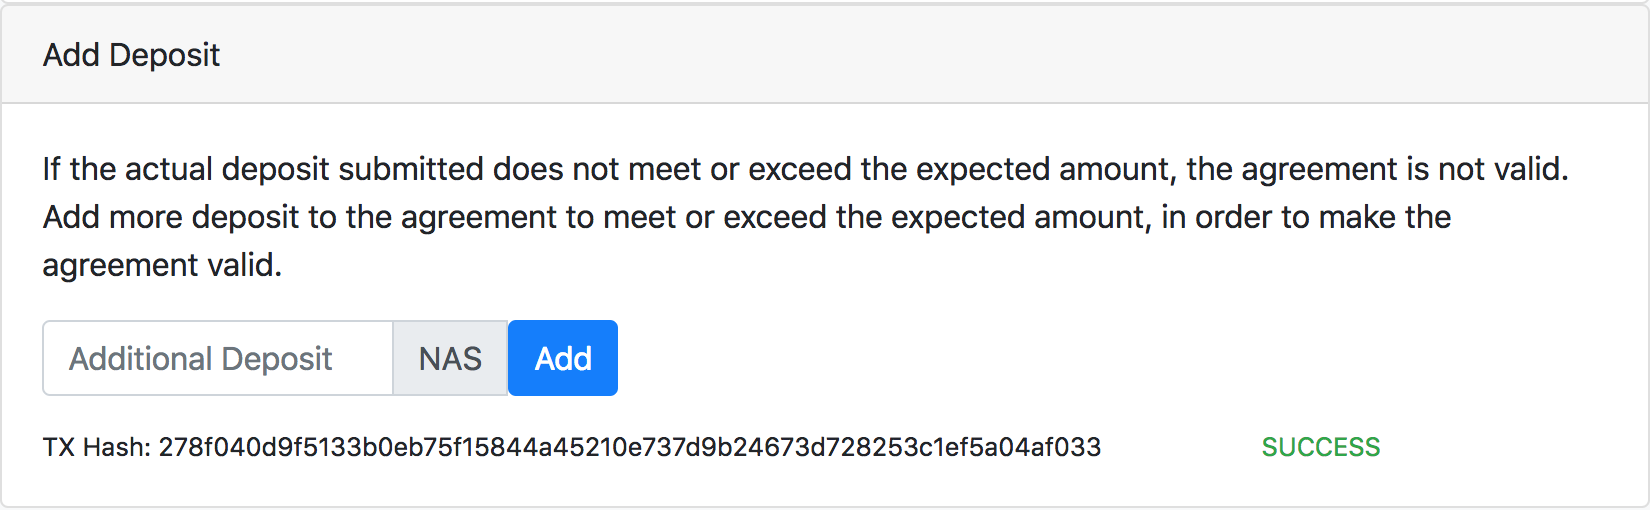 Add Deposit
If the actual deposit submitted does not meet or exceed the expected amount, the agreement is not valid.
Add more deposit to the agreement to meet or exceed the expected amount, in order to make the
agreement valid.
Additional Deposit NAS Add
TX Hash: 278f040d9f5133b0eb75f15844a45210e737d9b24673d728253c1ef5a04af033 SUCCESS